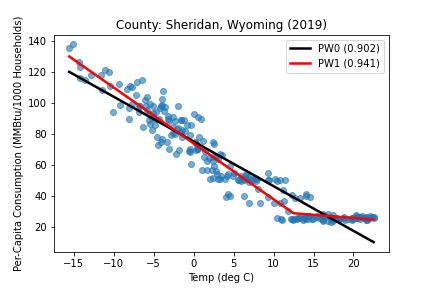 County: Sheridan, Wyoming (2019)
Per-Capita Consumption (MMBtu/1000 Households)
140
120
100
80
60
40
20
PW0 (0.902)
PW1 (0.941)
−15 −10 −5 0 5 10 15 20
Temp (deg C)